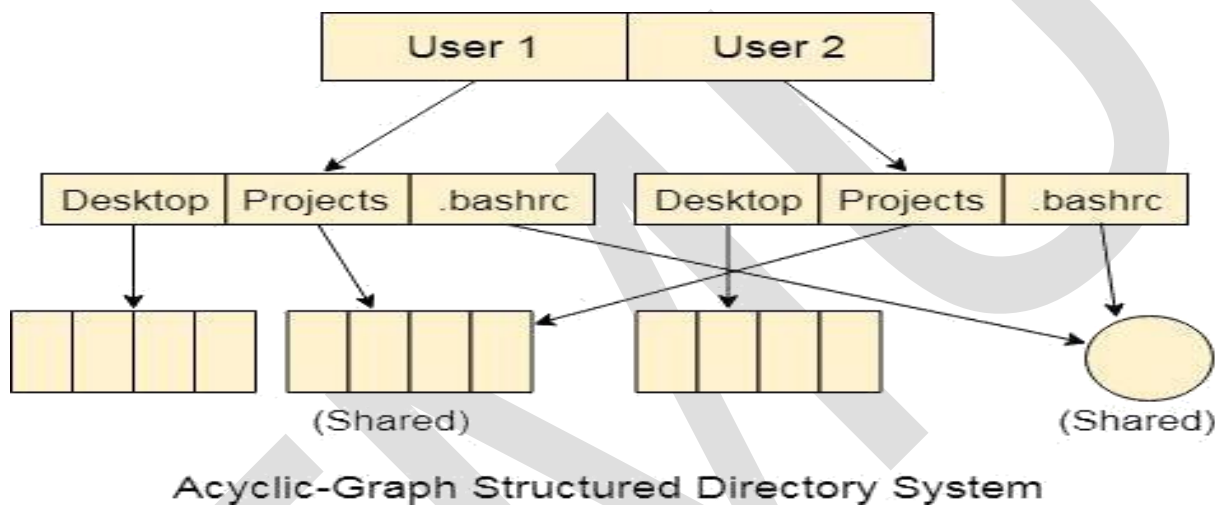 User 1 User 2
Desktop Projects .bashrc Desktop Projects .bashrc
(Shared) (Shared)
Acyclic-Graph Structured Directory System